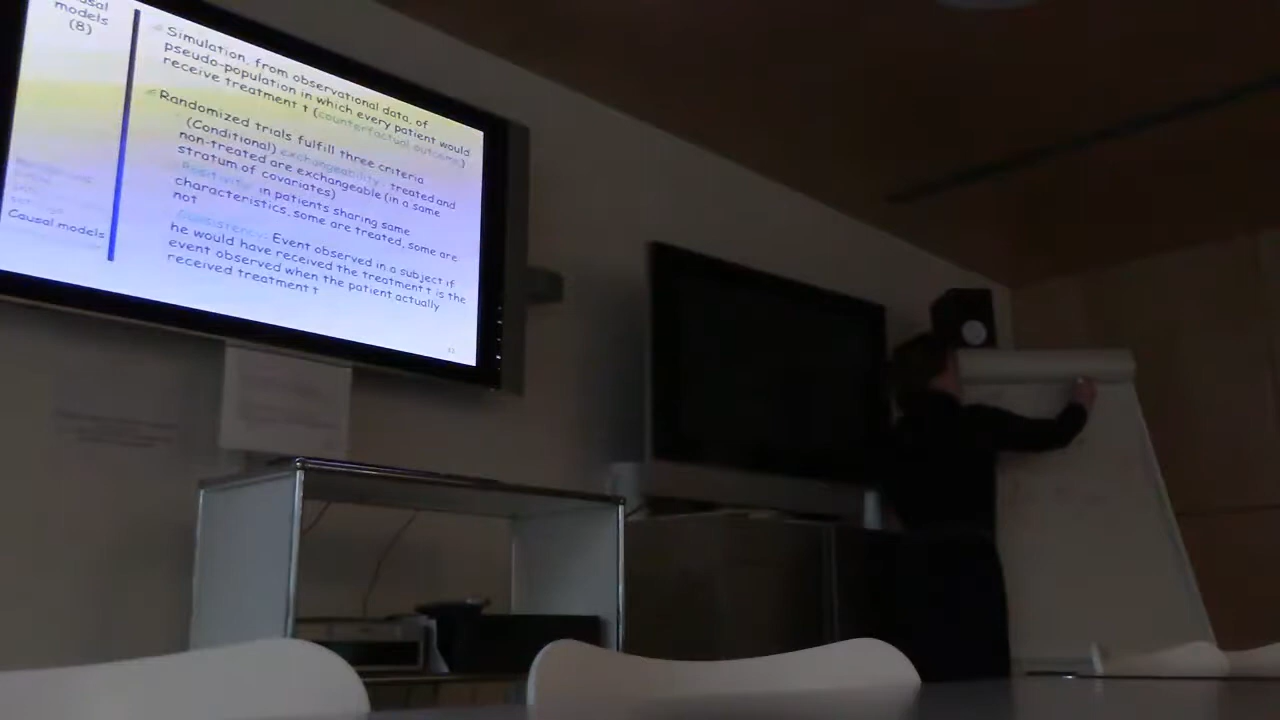 models
(8)
Causal models
Simulation, from observational data, of
pseudo-population in which every patient would
receive treatment t (counterfactual outcome)
Randomized trials fulfill three criteria
(Conditional) exchangeability: treated and
non-treated are exchangeable (in a same
stratum of covariates)
Positivity: in patients sharing same
characteristics, some are treated, some are
not
Consistency: Event observed in a subject if
he would have received the treatment t is the
event observed when the patient actually
received treatment t